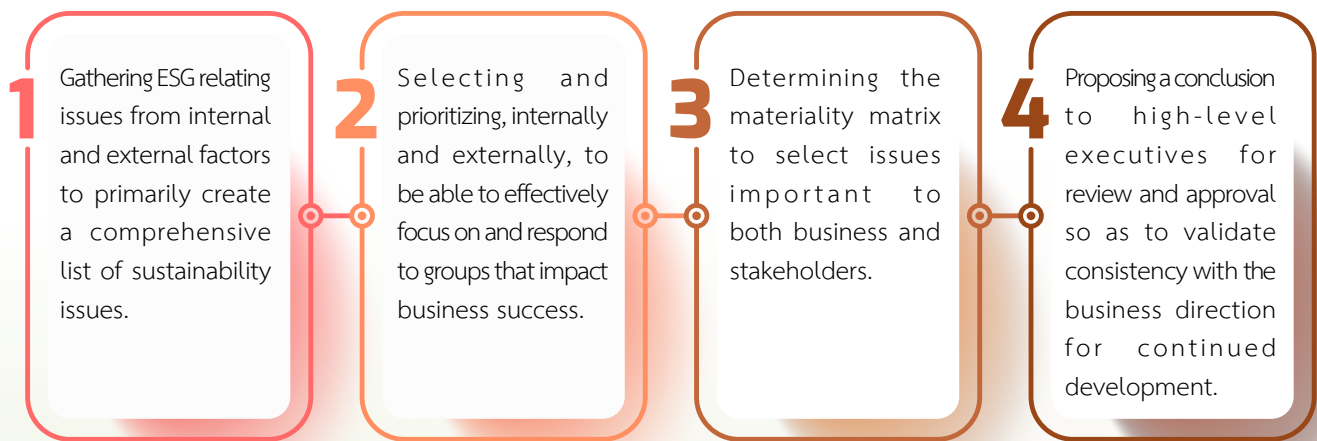 1
Gathering ESG relating
issues from internal
and external factors
to primarily create
a comprehensive
list of sustainability
issues.
2
Selecting and
prioritizing, internally
and externally, to
be able to effectively
focus on and respond
to groups that impact
business success.
3
Determining the
materiality matrix
to select issues
important to
both business and
stakeholders.
4
Proposing a conclusion
to high-level
executives for
review and approval
so as to validate
consistency with the
business direction
for continued
development.